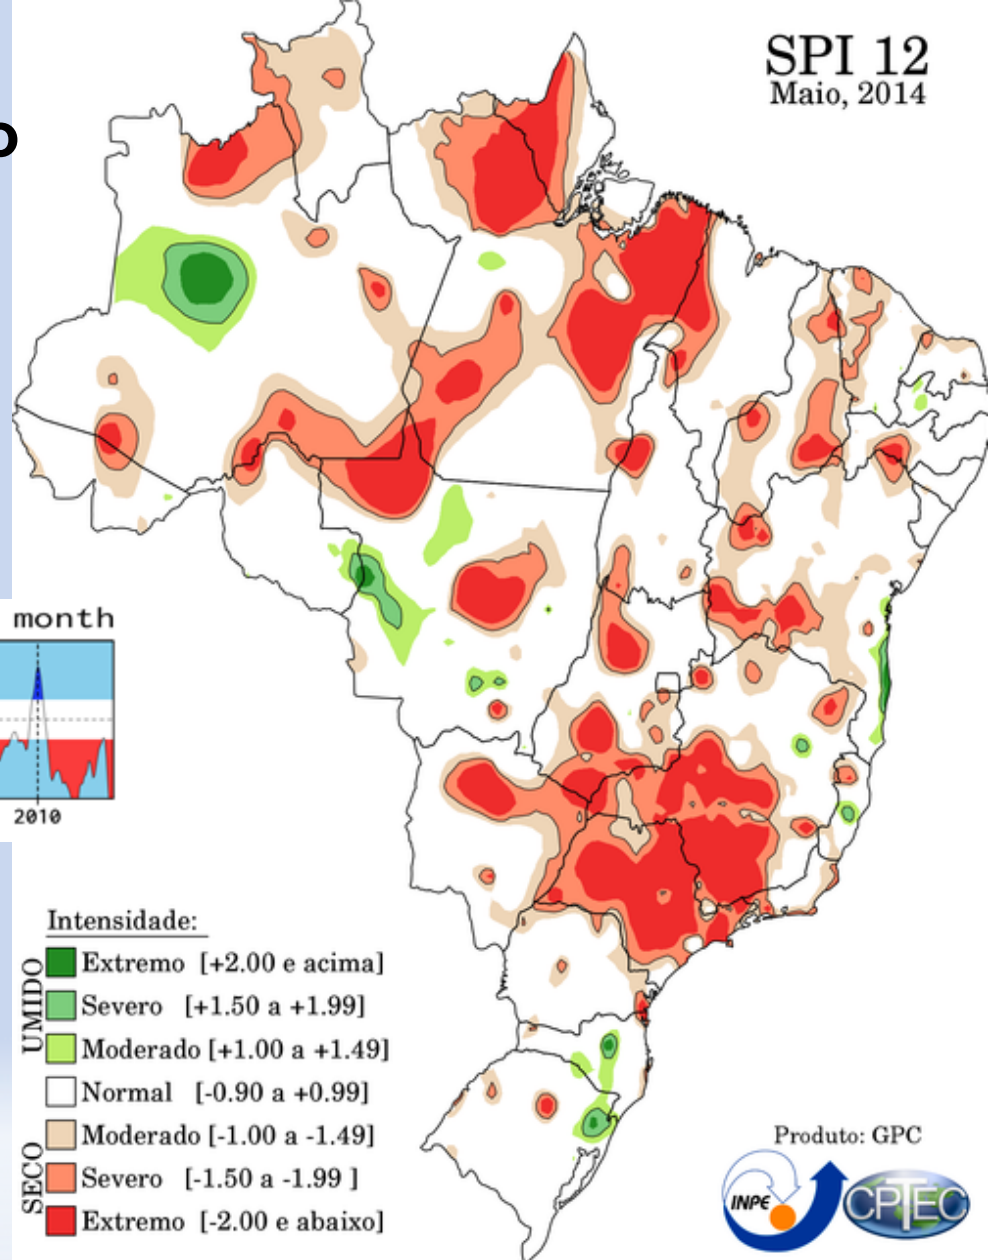 SPI 12
Maio, 2014
o
month
2010
Intensidade:
UMIDO
Extremo [+2.00 e acima]
Severo [+1.50 a +1.99]
Moderado [+1.00 a +1.49]
Normal [-0.90 a +0.99]
SECO
Moderado [-1.00 a -1.49]
Severo [-1.50 a -1.99 ]
Extremo [-2.00 e abaixo]
Produto: GPC
INPE
CPTEC